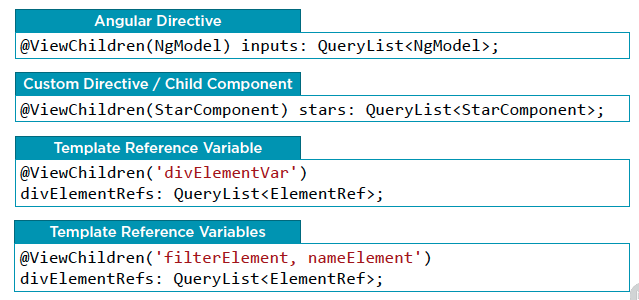 Angular Directive
@ViewChildren(NgModel) inputs: QueryList<NgModel>;
Custom Directive / Child Component
@ViewChildren(StarComponent) stars: QueryList<StarComponent>;
Template Reference Variable
@ViewChildren('divElementVar')
divElementRefs: QueryList<ElementRef>;
Template Reference Variables
@ViewChildren('filterElement, nameElement')
divElementRefs: QueryList<ElementRef>;